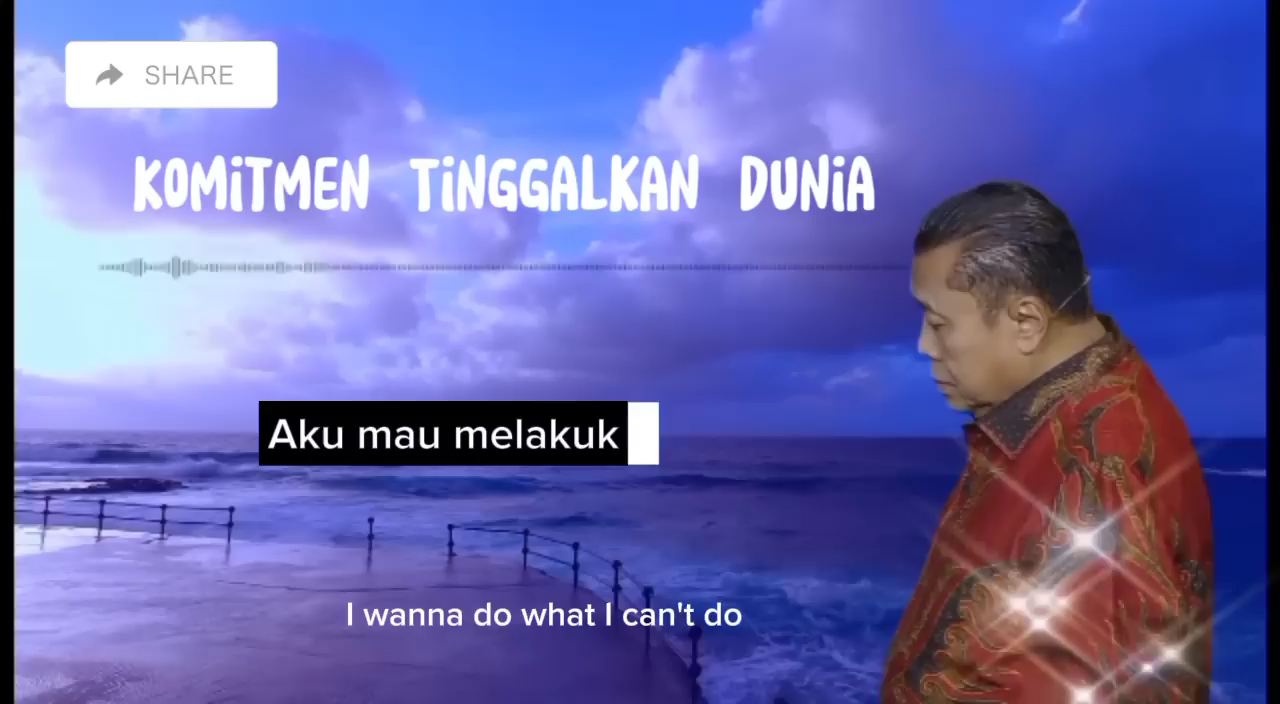 SHARE
KOMiTMEN TiNGGALKAN DUNiA
Aku mau melakuk
I wanna do what I can't do